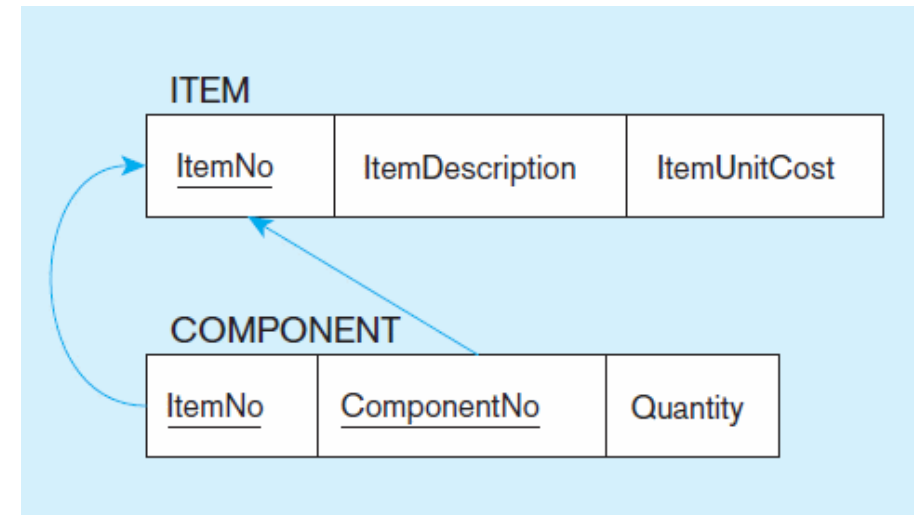 ITEM
ItemNo ItemDescription ItemUnitCost
COMPONENT
ItemNo ComponentNo Quantity